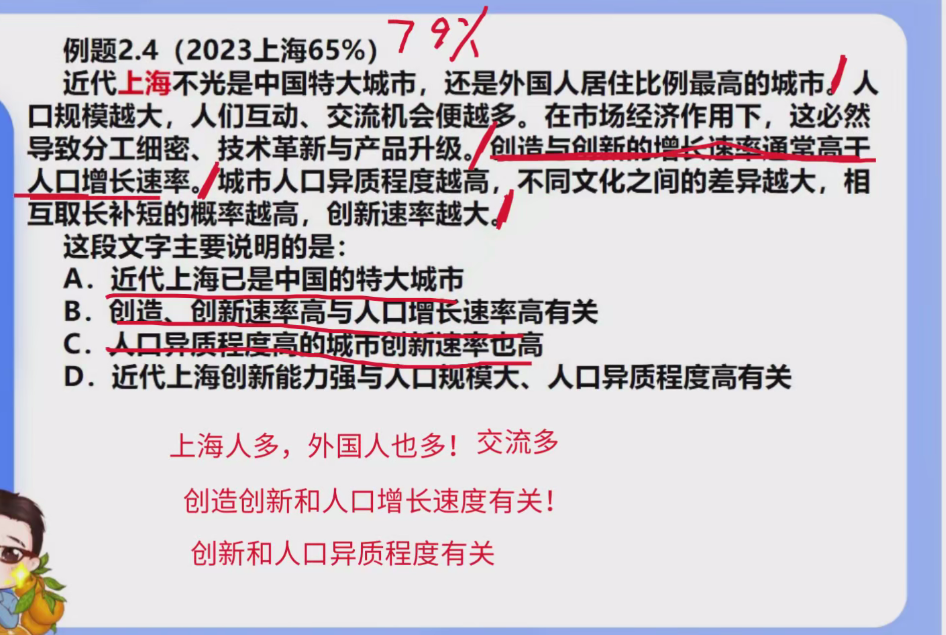 79%
例题2.4（2023上海65%）
近代上海不光是中国特大城市，还是外国人居住比例最高的城市。人
口规模越大，人们互动、交流机会便越多。在市场经济作用下，这必然
导致分工细密、技术革新与产品升级。创造与创新的增长速率通常高于
人口增长速率。城市人口异质程度越高，不同文化之间的差异越大，相
互取长补短的概率越高，创新速率越大。
这段文字主要说明的是：
A．近代上海已是中国的特大城市
B．创造、创新速率高与人口增长速率高有关
C．人口异质程度高的城市创新速率也高
D．近代上海创新能力强与人口规模大、人口异质程度高有关
上海人多，外国人也多！交流多
创造创新和人口增长速度有关！
创新和人口异质程度有关